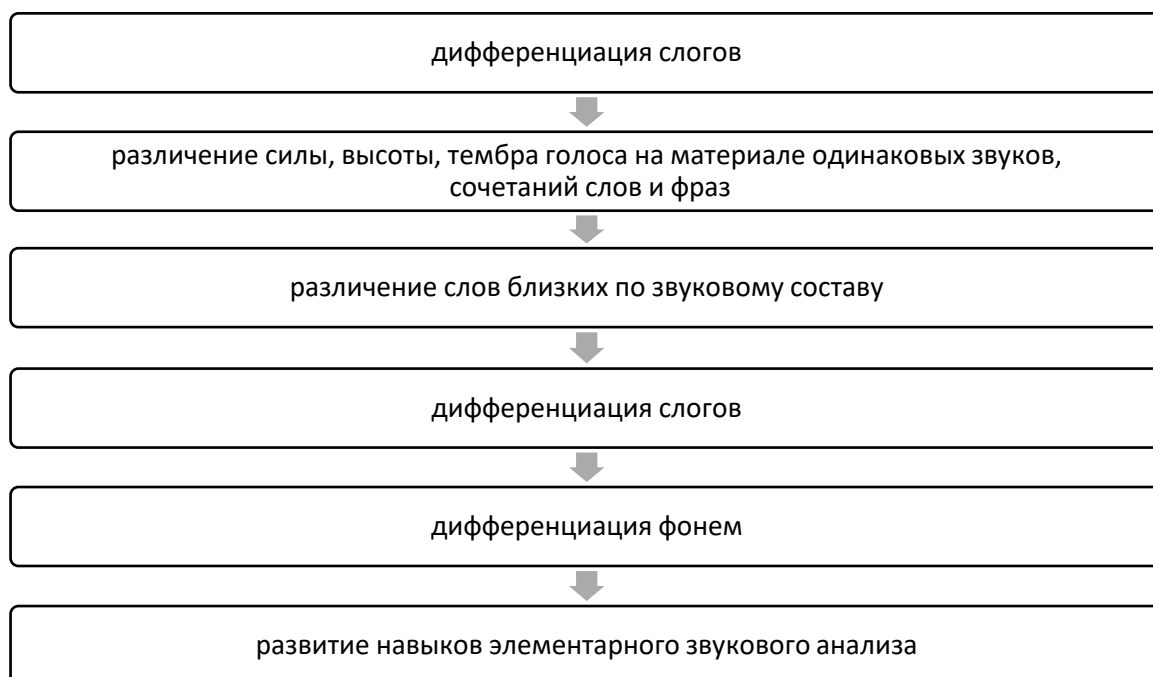 дифференциация слогов
различение силы, высоты, тембра голоса на материале одинаковых звуков,
сочетаний слов и фраз
различение слов близких по звуковому составу
дифференциация слогов
дифференциация фонем
развитие навыков элементарного звукового анализа